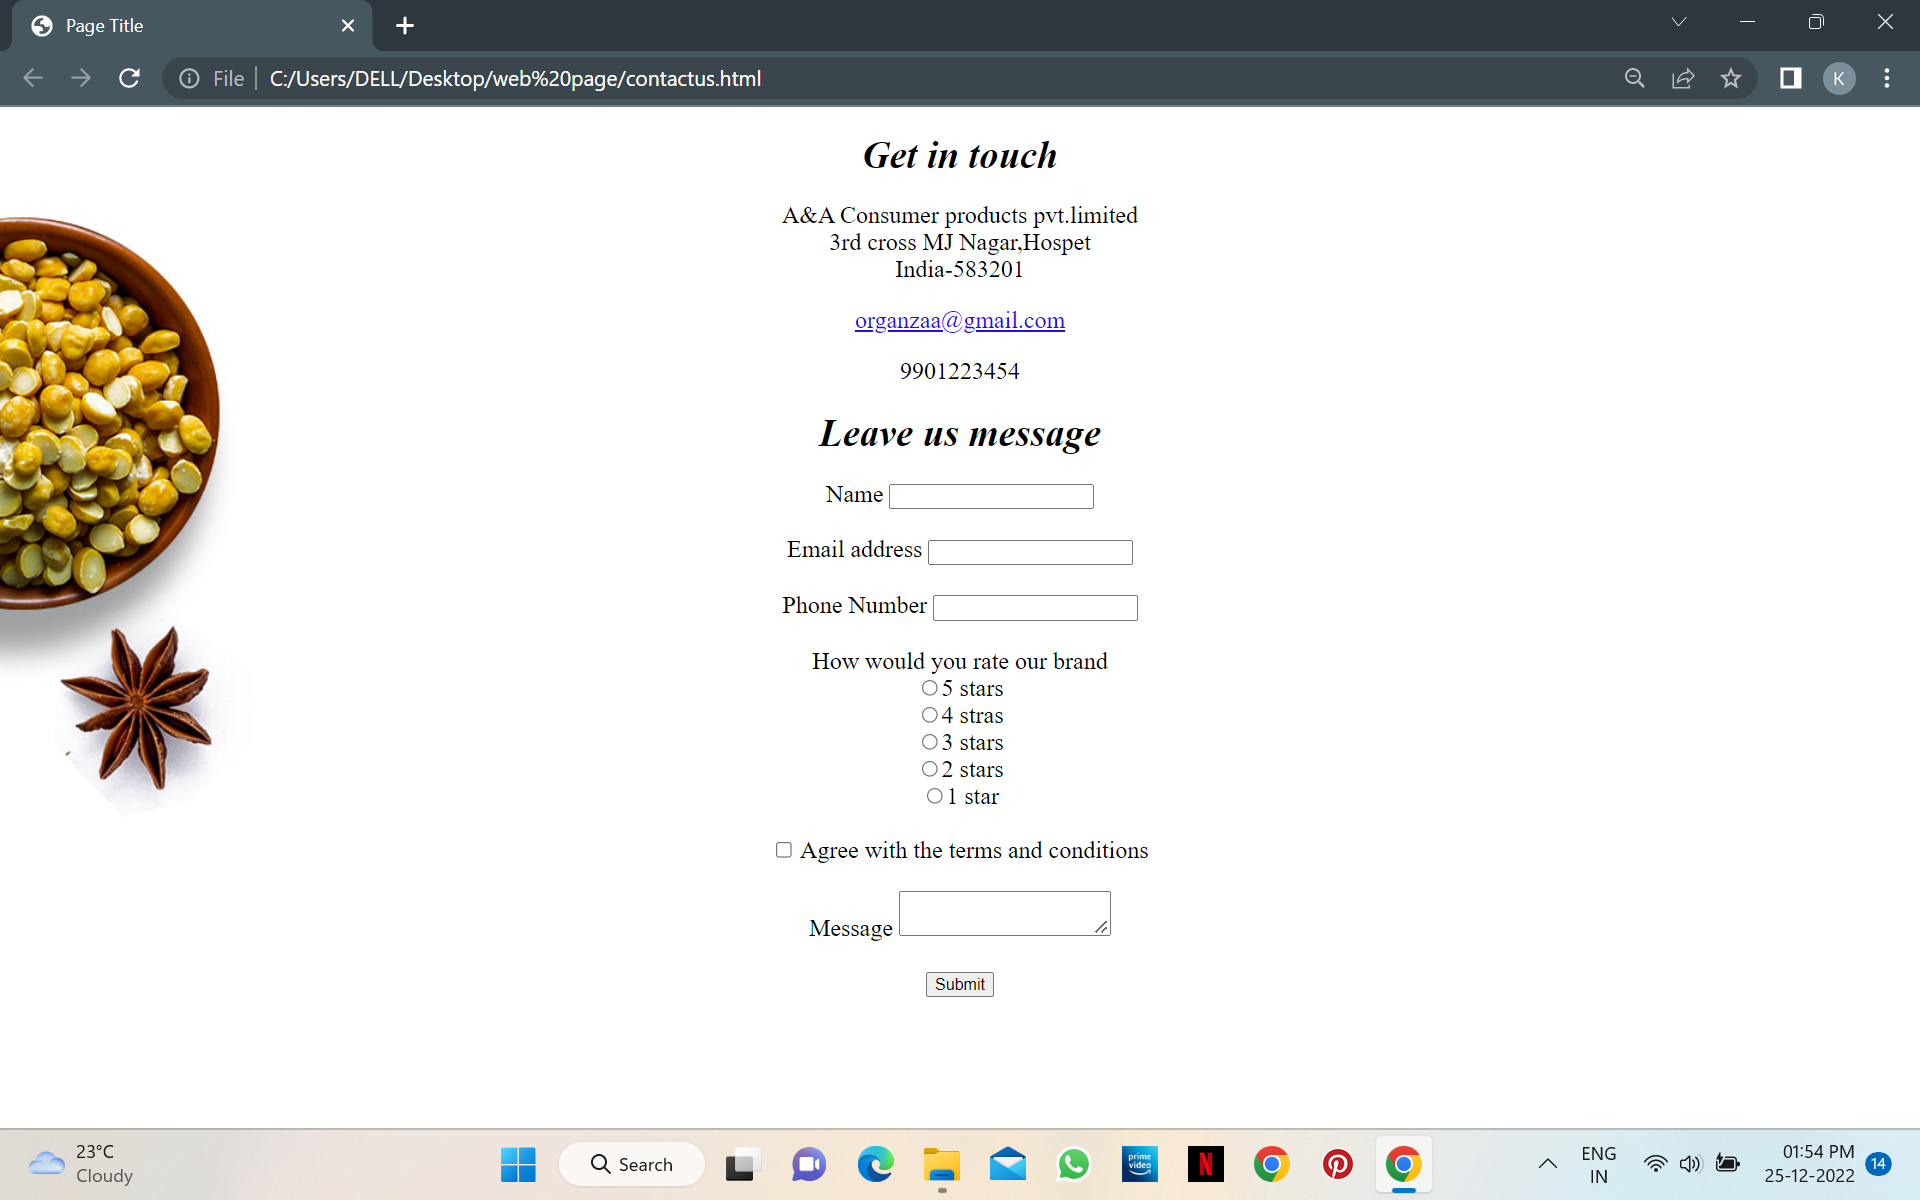 Page Title
File
C:/Users/DELL/Desktop/web%20page/contactus.html
K
Get in touch
A&A Consumer products pvt.limited
3rd cross MJ Nagar,Hospet
India-583201
organzaa@gmail.com
9901223454
Leave us message
Name
Email address
Phone Number
How would you rate our brand
5 stars
4 stras
3 stars
2 stars
1 star
Agree with the terms and conditions
Message
Submit
23°C
Cloudy
Search
prime video
N
ENG
IN
01:54 PM
25-12-2022
14